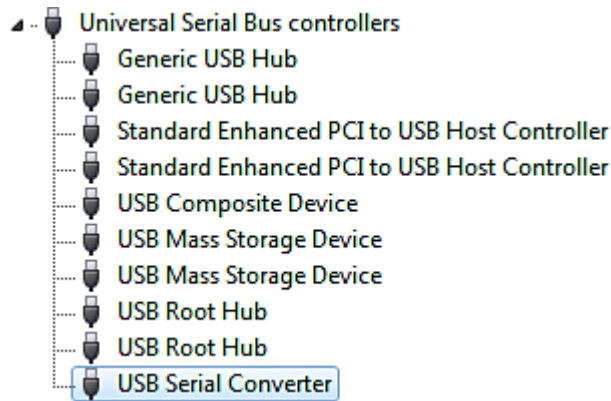 Universal Serial Bus controllers
Generic USB Hub
Generic USB Hub
Standard Enhanced PCI to USB Host Controller
Standard Enhanced PCI to USB Host Controller
USB Composite Device
USB Mass Storage Device
USB Mass Storage Device
USB Root Hub
USB Root Hub
USB Serial Converter